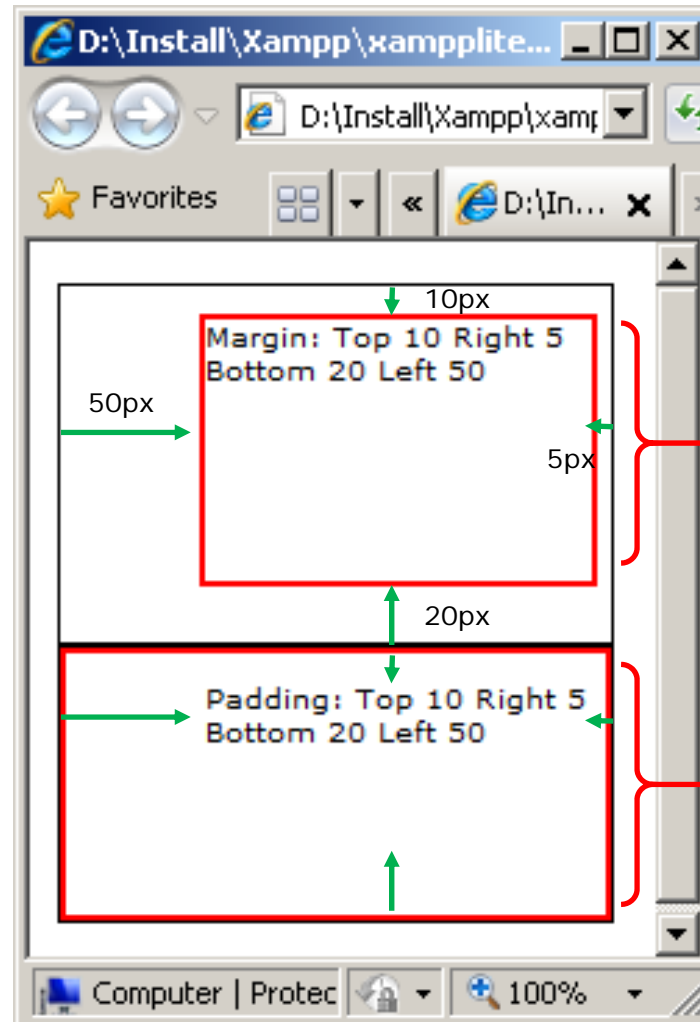 D:\Install\Xampp\xampplite...
D:\Install\Xampp\xamp
Favorites
D:\In...
10px
Margin: Top 10 Right 5
Bottom 20 Left 50
50px
5px
20px
Padding: Top 10 Right 5
Bottom 20 Left 50
Computer | Protec
100%